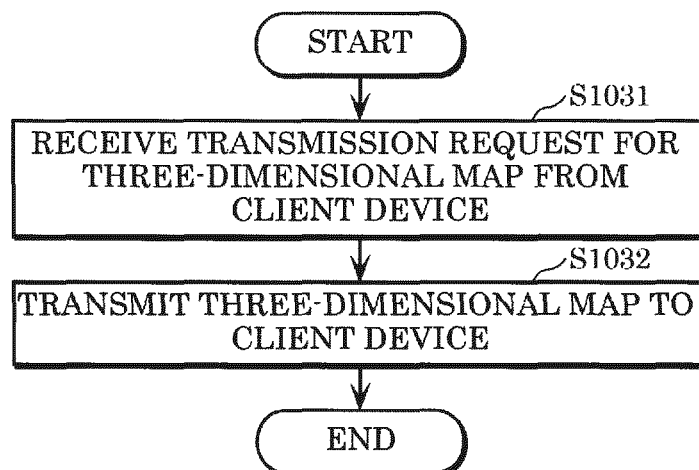 START
S1031
RECEIVE TRANSMISSION REQUEST FOR
THREE-DIMENSIONAL MAP FROM
CLIENT DEVICE
S1032
TRANSMIT THREE-DIMENSIONAL MAP TO
CLIENT DEVICE
END